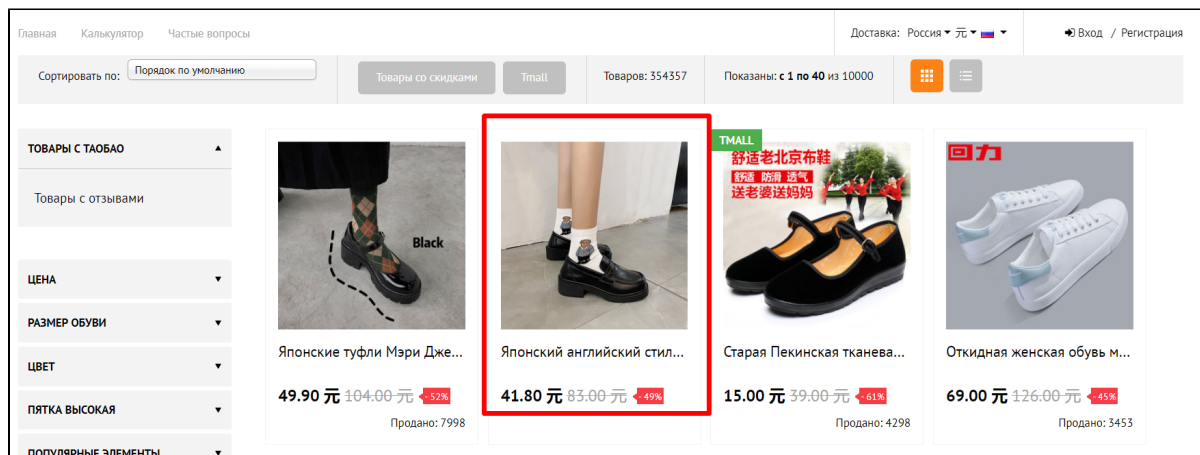 Главная Калькулятор Частые вопросы Доставка: Россия 元 Вход / Регистрация
Сортировать по: Порядок по умолчанию Товары со скидками Tmall Товаров: 354357 Показаны: с 1 по 40 из 10000
ТОВАРЫ С ТАОБАО
Товары с отзывами
ЦЕНА
РАЗМЕР ОБУВИ
ЦВЕТ
ПЯТКА ВЫСОКАЯ
ПОПУЛЯРНЫЕ ЭЛЕМЕНТЫ
Black
Японские туфли Мэри Дже...
49.90 元 104.00 元 -52%
Продано: 7998
Японский английский стил...
41.80 元 83.00 元 -49%
TMALL
舒适老北京布鞋
舒适 防滑 透气
送老婆送妈妈
Старая Пекинская тканева...
15.00 元 39.00 元 -61%
Продано: 4298
回力
Откидная женская обувь м...
69.00 元 126.00 元 -45%
Продано: 3453